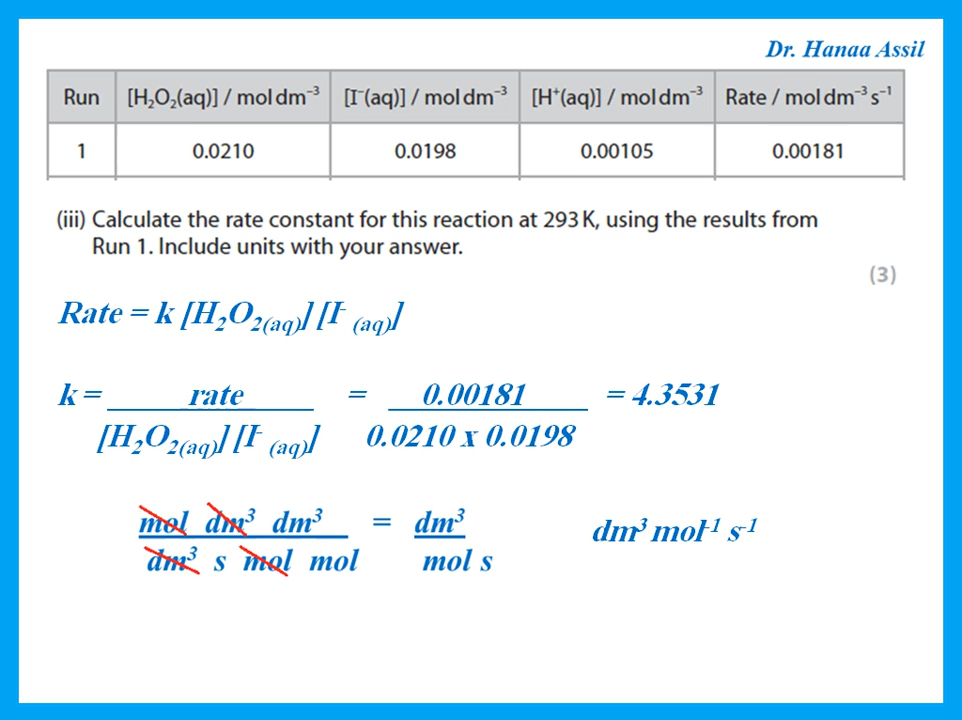 Dr. Hanaa Assil
Run [H₂O₂(aq)] / mol dm⁻³ [I⁻(aq)] / mol dm⁻³ [H⁺(aq)] / mol dm⁻³ Rate / mol dm⁻³ s⁻¹
1 0.0210 0.0198 0.00105 0.00181
(iii) Calculate the rate constant for this reaction at 293 K, using the results from
Run 1. Include units with your answer.
(3)
Rate = k [H₂O₂(aq)] [I⁻ (aq)]
k = rate = 0.00181 = 4.3531
[H₂O₂(aq)] [I⁻ (aq)] 0.0210 x 0.0198
mol dm³ dm³ = dm³ dm³ mol⁻¹ s⁻¹
dm³ s mol mol mol s